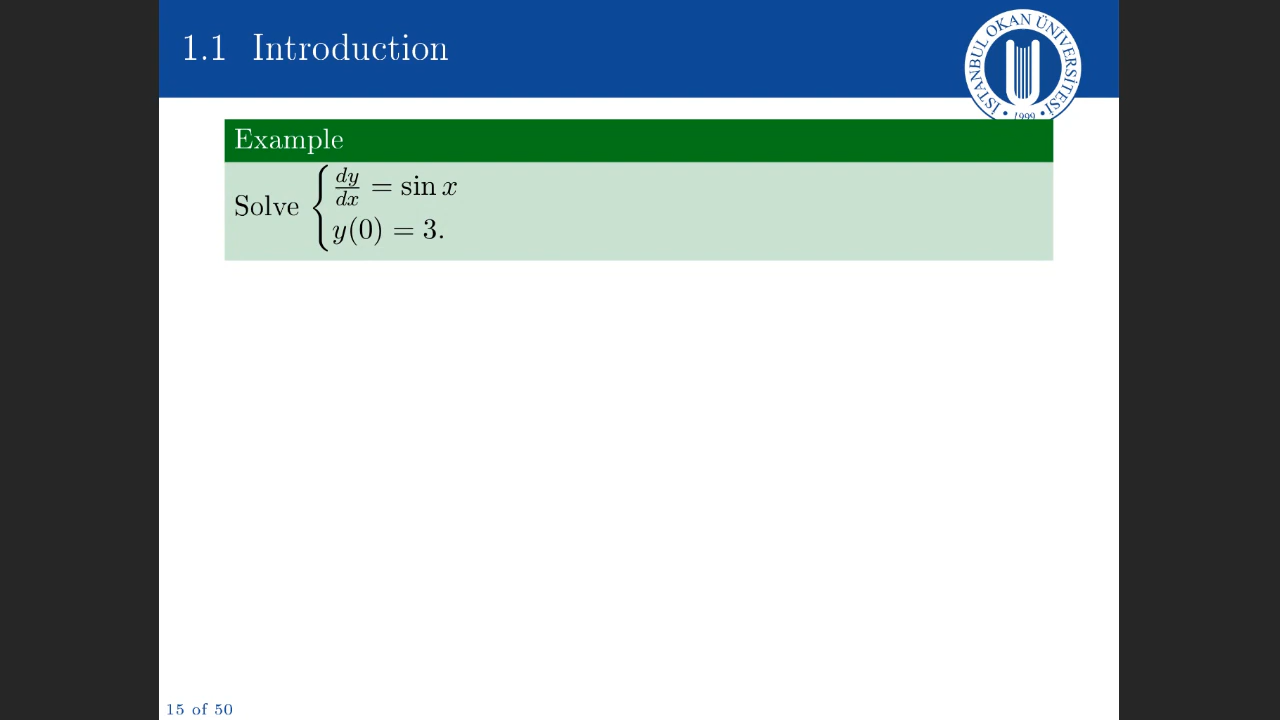 1.1 Introduction
İSTANBUL OKAN ÜNİVERSİTESİ
• 1999 •
Example
Solve { dy/dx = sin x
y(0) = 3.
15 of 50